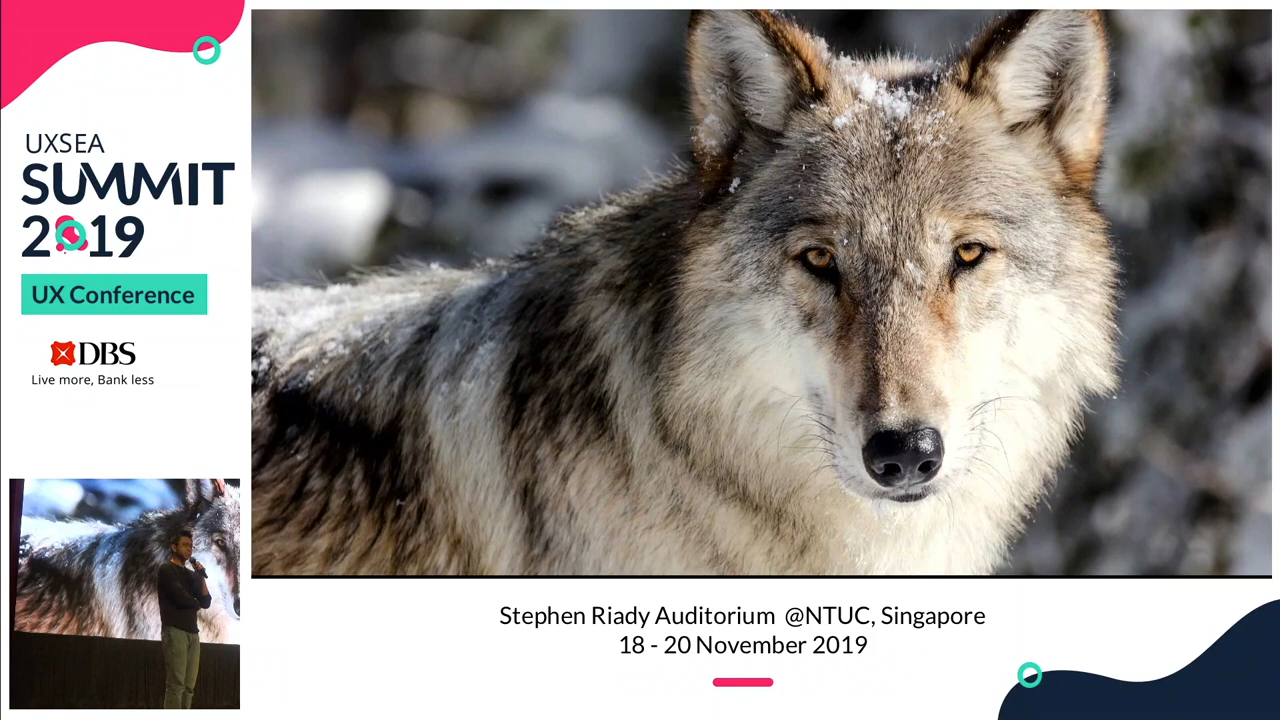 UXSEA
SUMMIT
2019
UX Conference
DBS
Live more, Bank less
Stephen Riady Auditorium @NTUC, Singapore
18 - 20 November 2019